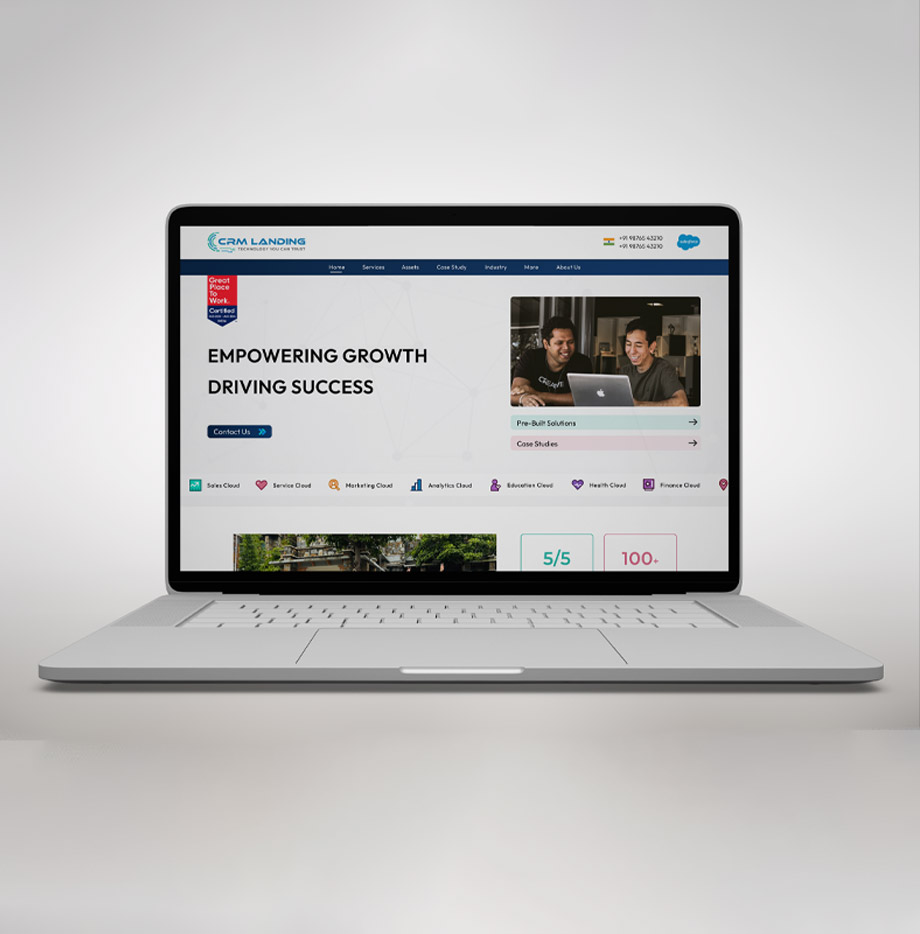 CRM LANDING
TECHNOLOGY YOU CAN TRUST
+91 98765 43210
+91 98765 43210
salesforce
Home Services Assets Case Study Industry More About Us
Great
Place
To
Work.
Certified
EMPOWERING GROWTH
DRIVING SUCCESS
CREATIVE
Contact Us
Pre-Built Solutions
Case Studies
Sales Cloud Service Cloud Marketing Cloud Analytics Cloud Education Cloud Health Cloud Finance Cloud
5/5 100+